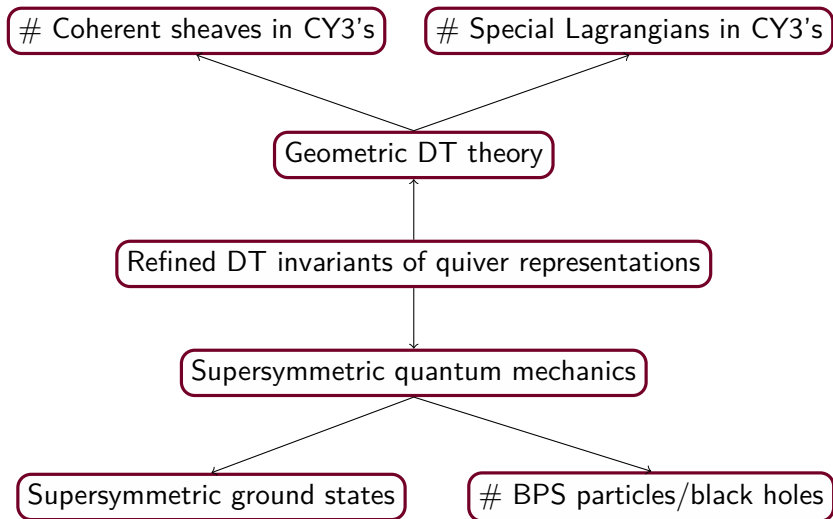 # Coherent sheaves in CY3's
# Special Lagrangians in CY3's
Geometric DT theory
Refined DT invariants of quiver representations
Supersymmetric quantum mechanics
Supersymmetric ground states
# BPS particles/black holes